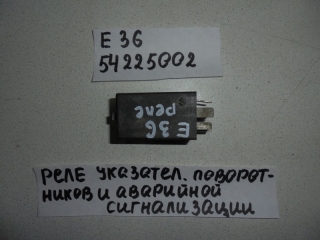 E 36
54225002
E 36
реле
РЕЛЕ УКАЗАТЕЛ. ПОВОРОТ-
НИКОВ И АВАРИЙНОЙ
СИГНАЛИЗАЦИИ